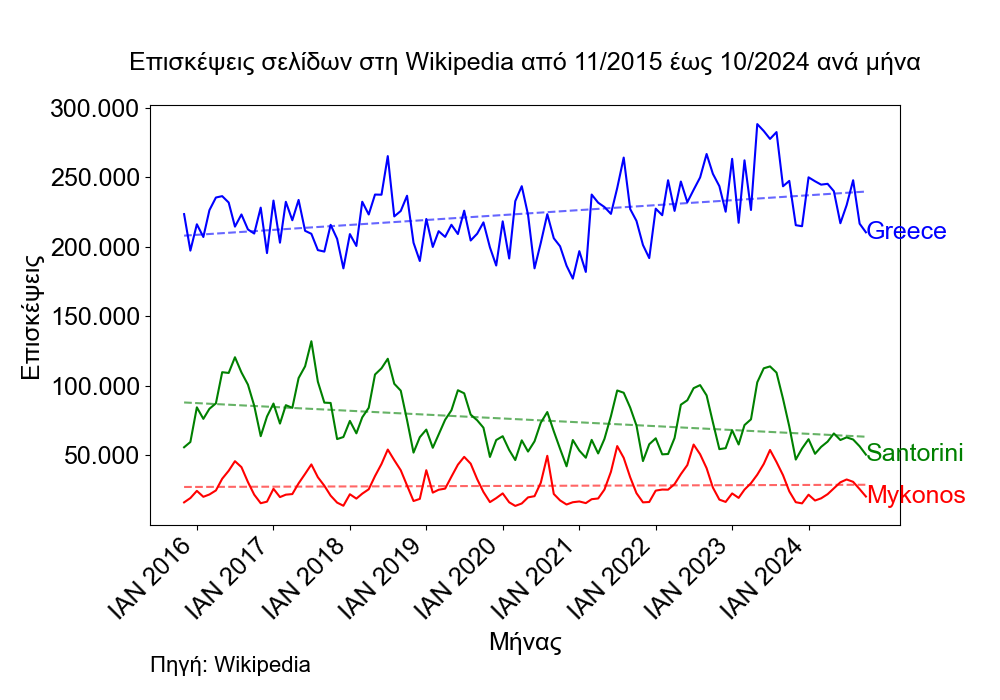 Επισκέψεις σελίδων στη Wikipedia από 11/2015 έως 10/2024 ανά μήνα
300.000
250.000
200.000
150.000
100.000
50.000
Επισκέψεις
Greece
Santorini
Mykonos
ΙΑΝ 2016
ΙΑΝ 2017
ΙΑΝ 2018
ΙΑΝ 2019
ΙΑΝ 2020
ΙΑΝ 2021
ΙΑΝ 2022
ΙΑΝ 2023
ΙΑΝ 2024
Μήνας
Πηγή: Wikipedia